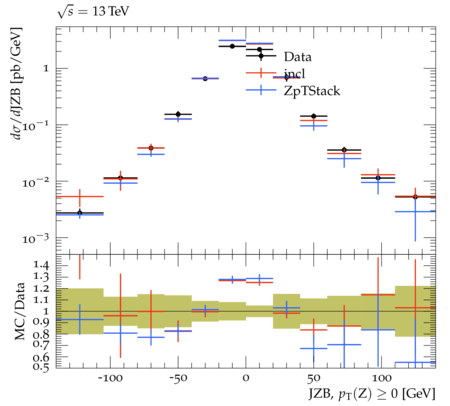 √s = 13 TeV
dσ/dJZB [pb/GeV]
1
10⁻¹
10⁻²
10⁻³
Data
incl
ZpTStack
MC/Data
1.4
1.3
1.2
1.1
1
0.9
0.8
0.7
0.6
0.5
-100 -50 0 50 100
JZB, p_T(Z) ≥ 0 [GeV]